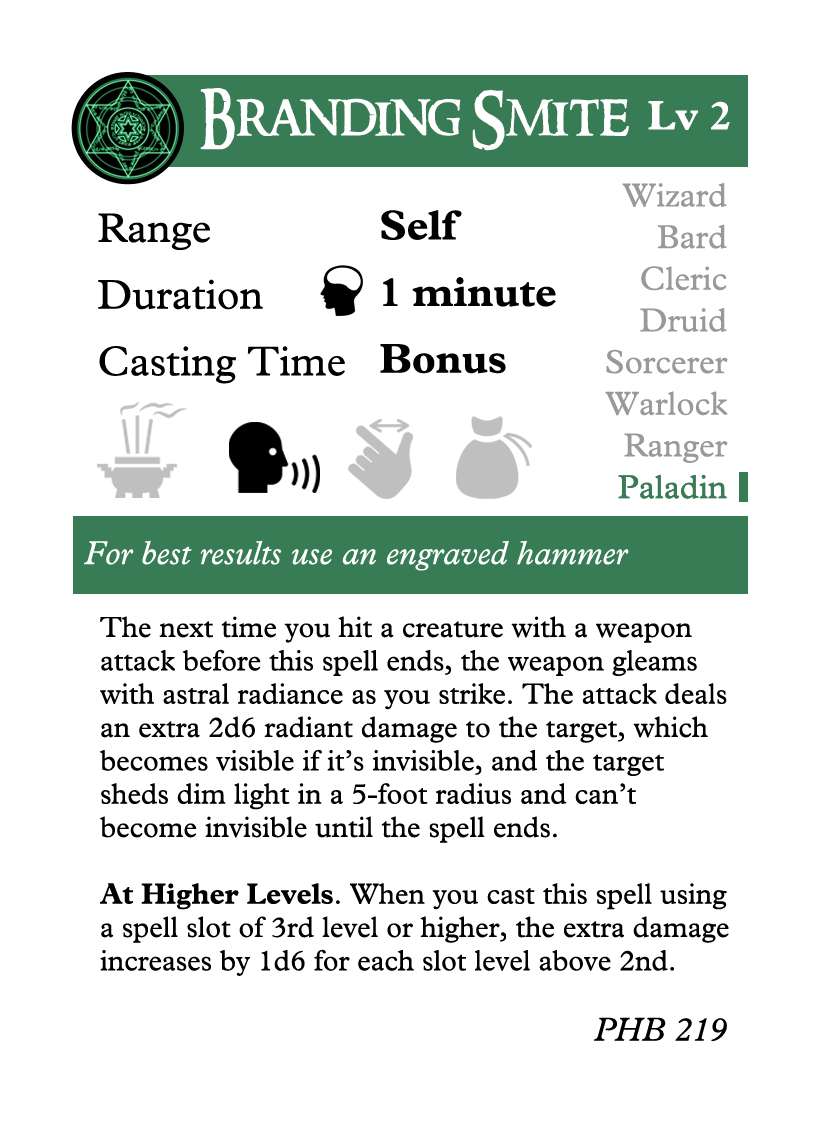 BRANDING SMITE Lv 2
Range Self
Duration 1 minute
Casting Time Bonus
Wizard
Bard
Cleric
Druid
Sorcerer
Warlock
Ranger
Paladin
For best results use an engraved hammer
The next time you hit a creature with a weapon
attack before this spell ends, the weapon gleams
with astral radiance as you strike. The attack deals
an extra 2d6 radiant damage to the target, which
becomes visible if it’s invisible, and the target
sheds dim light in a 5-foot radius and can’t
become invisible until the spell ends.
At Higher Levels. When you cast this spell using
a spell slot of 3rd level or higher, the extra damage
increases by 1d6 for each slot level above 2nd.
PHB 219